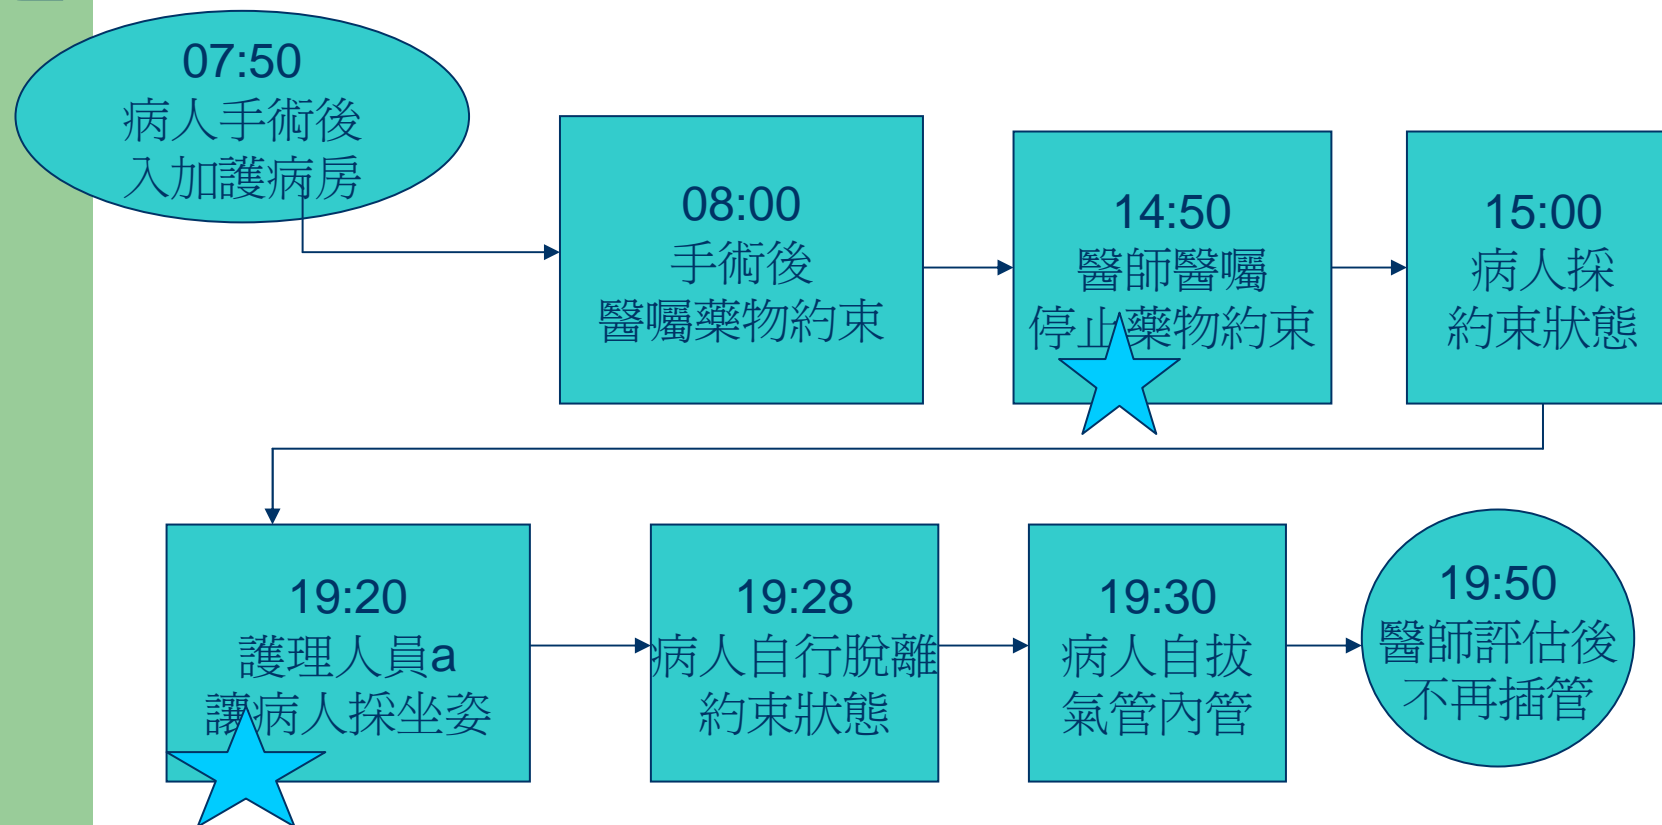 07:50
病人手術後
入加護病房
08:00
手術後
醫囑藥物約束
14:50
醫師醫囑
停止藥物約束
15:00
病人採
約束狀態
19:20
護理人員a
讓病人採坐姿
19:28
病人自行脫離
約束狀態
19:30
病人自拔
氣管內管
19:50
醫師評估後
不再插管